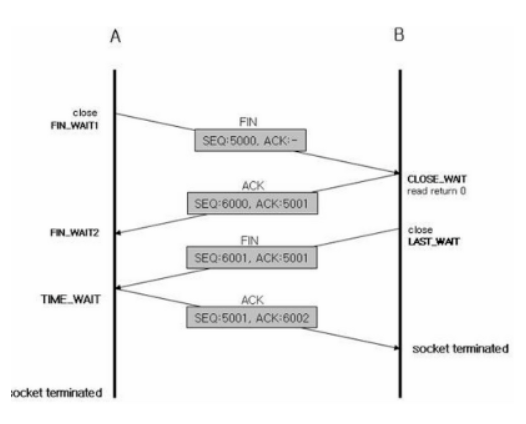 A
B
close
FIN_WAIT1
FIN
SEQ:5000, ACK:-
CLOSE_WAIT
read return 0
ACK
SEQ:6000, ACK:5001
FIN_WAIT2
close
LAST_WAIT
FIN
SEQ:6001, ACK:5001
TIME_WAIT
ACK
SEQ:5001, ACK:6002
socket terminated
ocket terminated